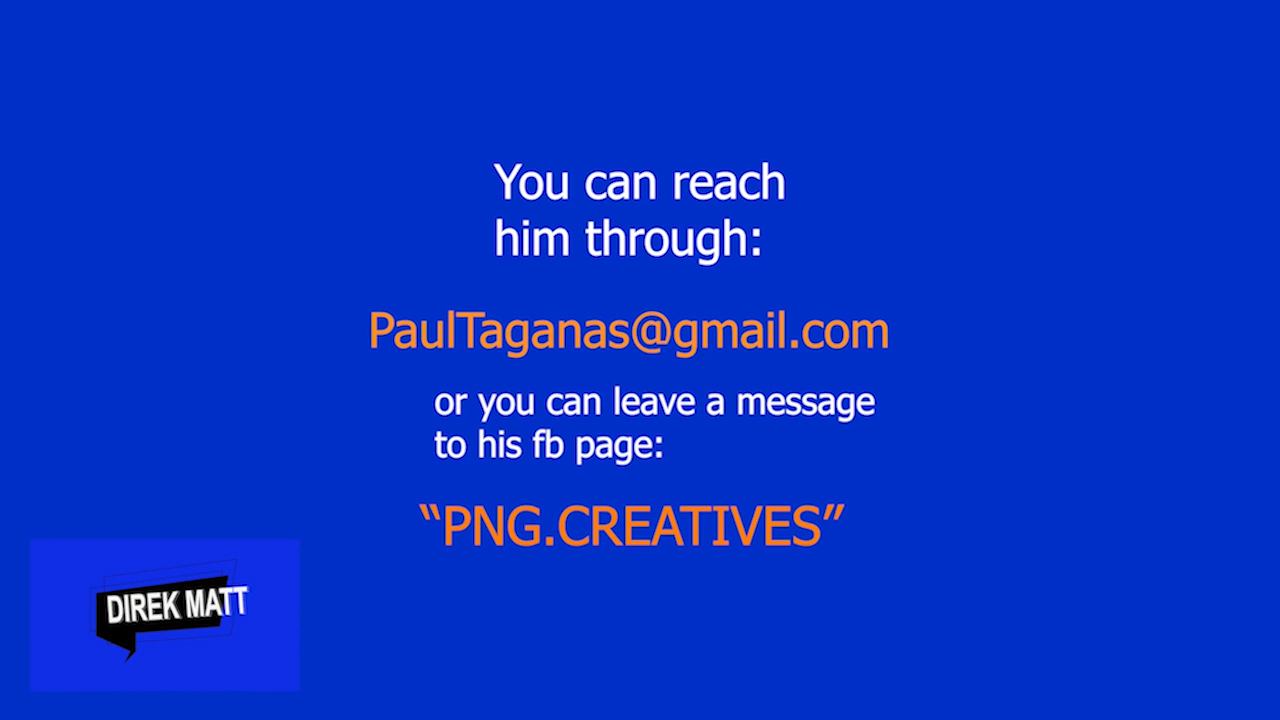 You can reach
him through:
PaulTaganas@gmail.com
or you can leave a message
to his fb page:
“PNG.CREATIVES”
DIREK MATT